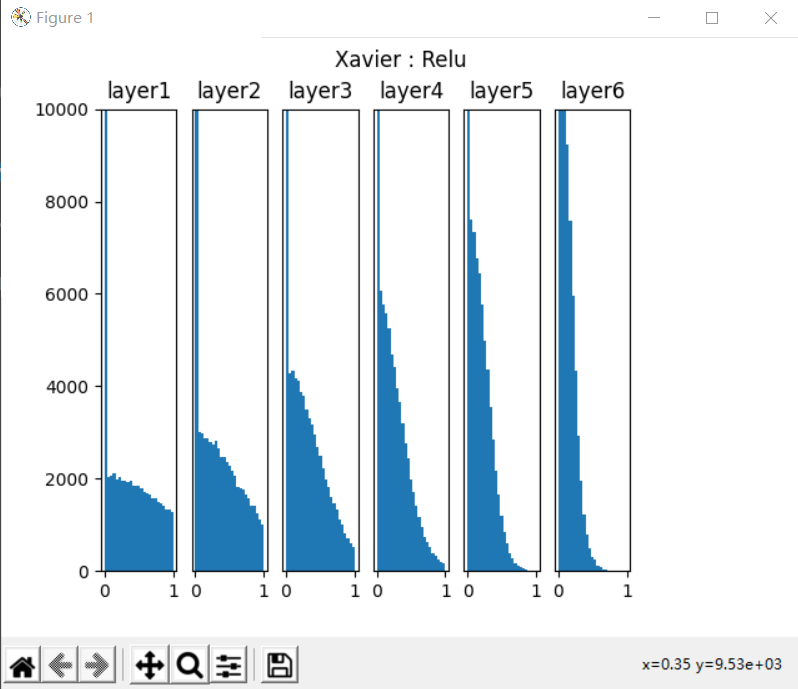 Figure 1
Xavier : Relu
layer1 layer2 layer3 layer4 layer5 layer6
10000
8000
6000
4000
2000
0
0 1 0 1 0 1 0 1 0 1 0 1
x=0.35 y=9.53e+03